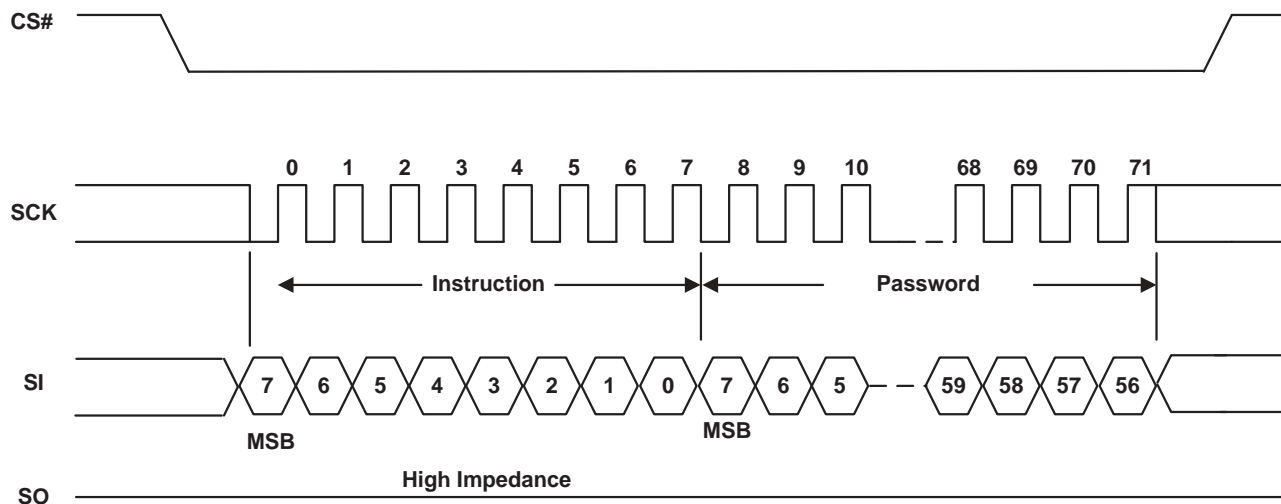 CS#
0 1 2 3 4 5 6 7 8 9 10 68 69 70 71
SCK
Instruction Password
SI 7 6 5 4 3 2 1 0 7 6 5 59 58 57 56
MSB MSB
High Impedance
SO